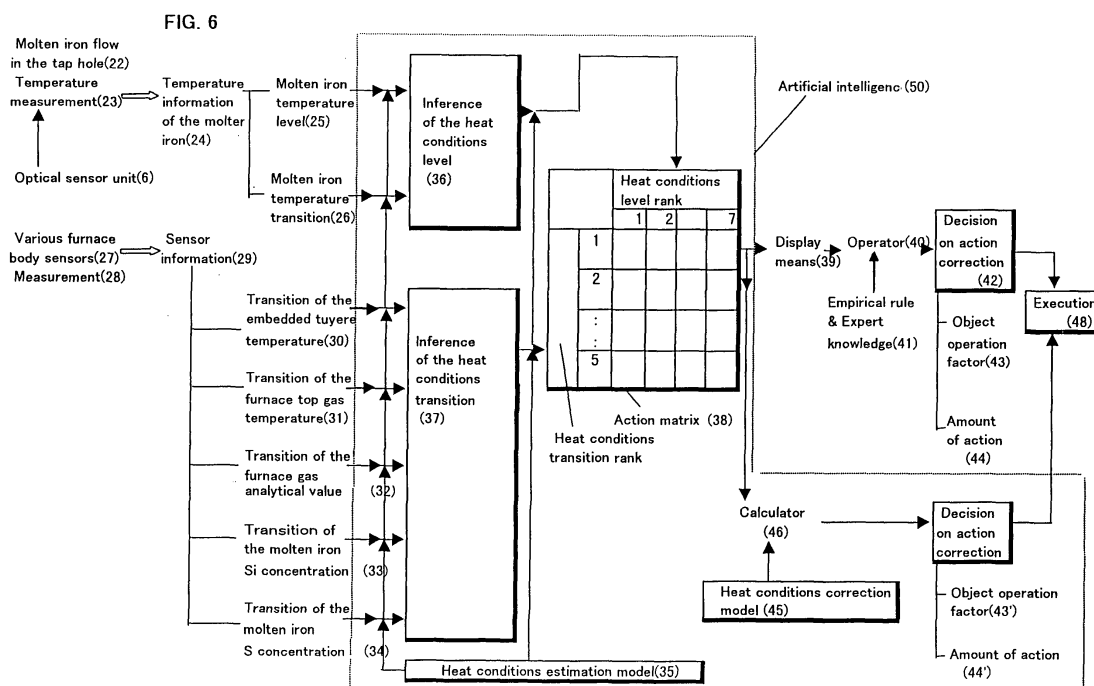 FIG. 6
Molten iron flow
in the tap hole(22)
Temperature
measurement(23)
Optical sensor unit(6)
Temperature
information
of the molter
iron(24)
Molten iron
temperature
level(25)
Molten iron
temperature
transition(26)
Inference
of the heat
conditions
level
(36)
Artificial intelligenc(50)
Heat conditions
level rank
1 2 7
1
2
:
:
5
Action matrix (38)
Heat conditions
transition rank
Various furnace
body sensors(27)
Measurement(28)
Sensor
information(29)
Transition of the
embedded tuyere
temperature(30)
Transition of the
furnace top gas
temperature(31)
Transition of the
furnace gas
analytical value (32)
Transition of
the molten iron
Si concentration (33)
Transition of the
molten iron
S concentration (34)
Inference
of the heat
conditions
transition
(37)
Heat conditions estimation model(35)
Display
means(39)
Operator(40)
Empirical rule
& Expert
knowledge(41)
Decision
on action
correction
(42)
Object
operation
factor(43)
Amount
of action
(44)
Execution
(48)
Calculator
(46)
Heat conditions correction
model (45)
Decision
on action
correction
Object operation
factor(43')
Amount of action
(44')